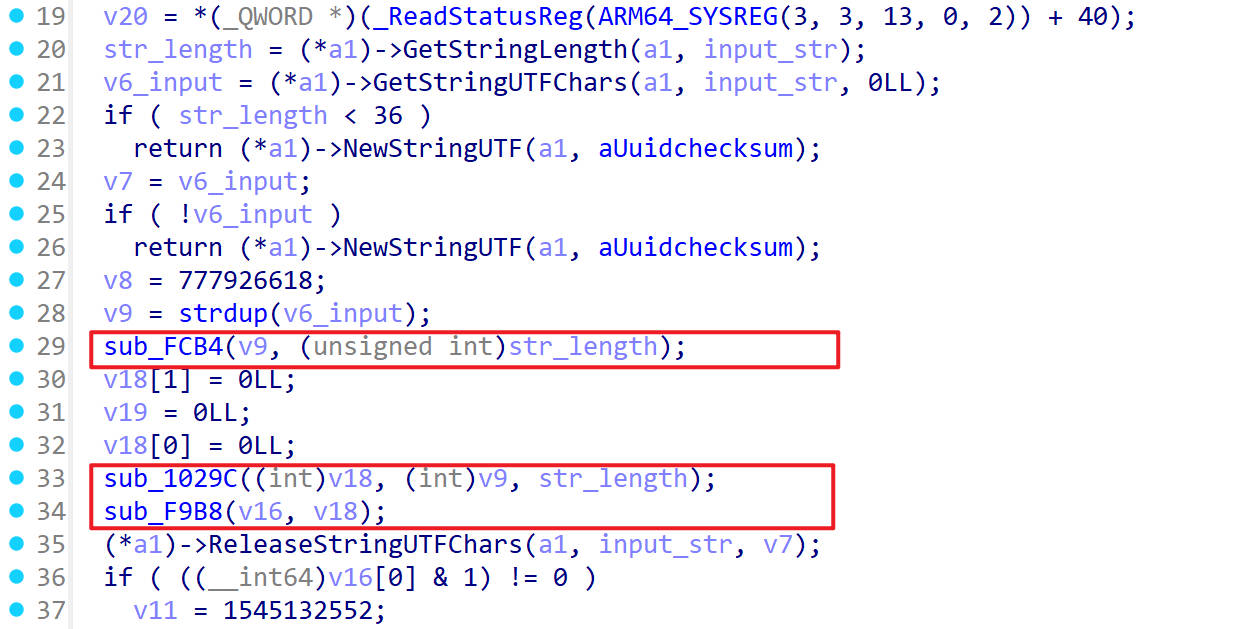 19 v20 = *(_QWORD *)(_ReadStatusReg(ARM64_SYSREG(3, 3, 13, 0, 2)) + 40);
20 str_length = (*a1)->GetStringLength(a1, input_str);
21 v6_input = (*a1)->GetStringUTFChars(a1, input_str, 0LL);
22 if ( str_length < 36 )
23 return (*a1)->NewStringUTF(a1, aUuidchecksum);
24 v7 = v6_input;
25 if ( !v6_input )
26 return (*a1)->NewStringUTF(a1, aUuidchecksum);
27 v8 = 777926618;
28 v9 = strdup(v6_input);
29 sub_FCB4(v9, (unsigned int)str_length);
30 v18[1] = 0LL;
31 v19 = 0LL;
32 v18[0] = 0LL;
33 sub_1029C((int)v18, (int)v9, str_length);
34 sub_F9B8(v16, v18);
35 (*a1)->ReleaseStringUTFChars(a1, input_str, v7);
36 if ( ((__int64)v16[0] & 1) != 0 )
37 v11 = 1545132552;